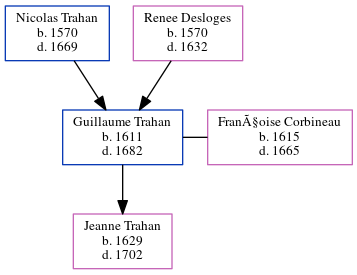 Nicolas Trahan
b. 1570
d. 1669
Renee Desloges
b. 1570
d. 1632
Guillaume Trahan
b. 1611
d. 1682
FranÃ§oise Corbineau
b. 1615
d. 1665
Jeanne Trahan
b. 1629
d. 1702